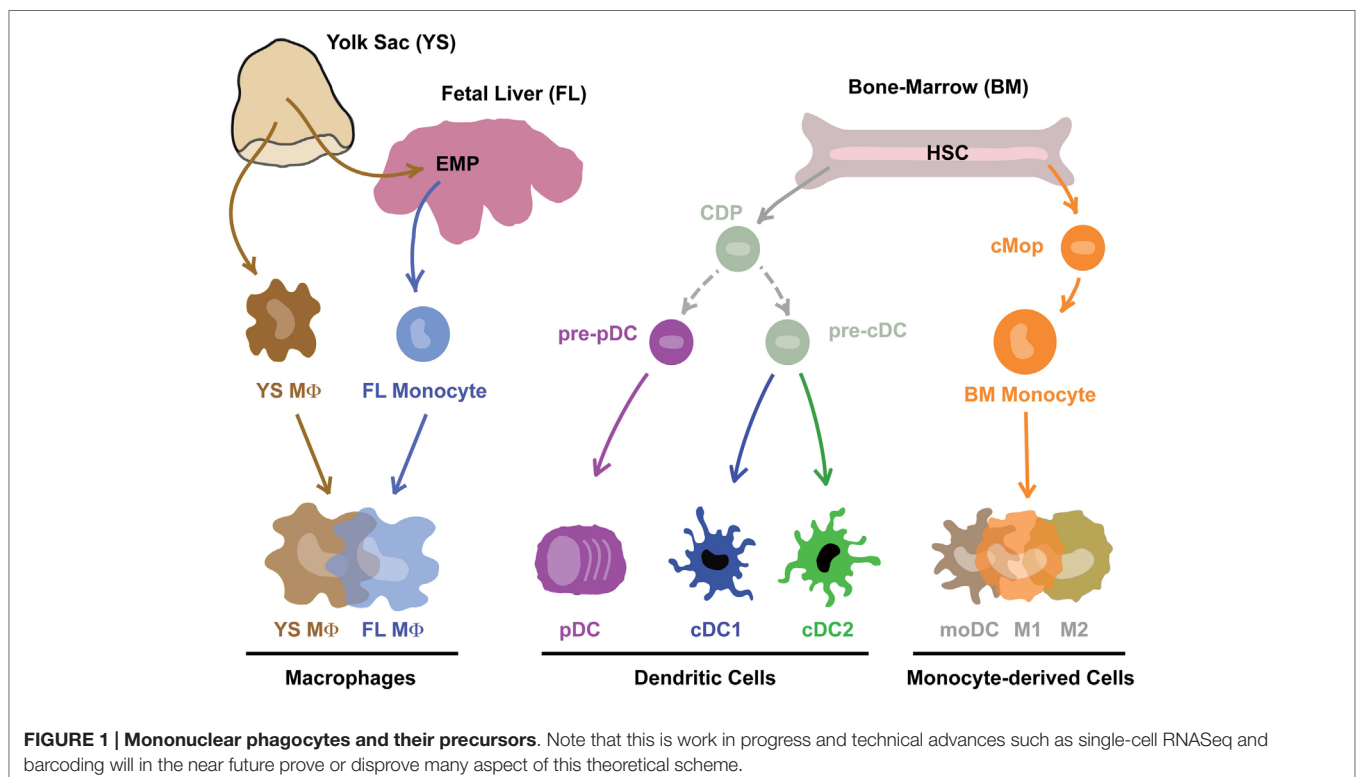 Yolk Sac (YS)
Fetal Liver (FL)
Bone-Marrow (BM)
EMP
HSC
CDP
cMop
pre-pDC
pre-cDC
YS MΦ
FL Monocyte
BM Monocyte
YS MΦ
FL MΦ
pDC
cDC1
cDC2
moDC
M1
M2
Macrophages
Dendritic Cells
Monocyte-derived Cells
FIGURE 1 | Mononuclear phagocytes and their precursors. Note that this is work in progress and technical advances such as single-cell RNASeq and
barcoding will in the near future prove or disprove many aspect of this theoretical scheme.